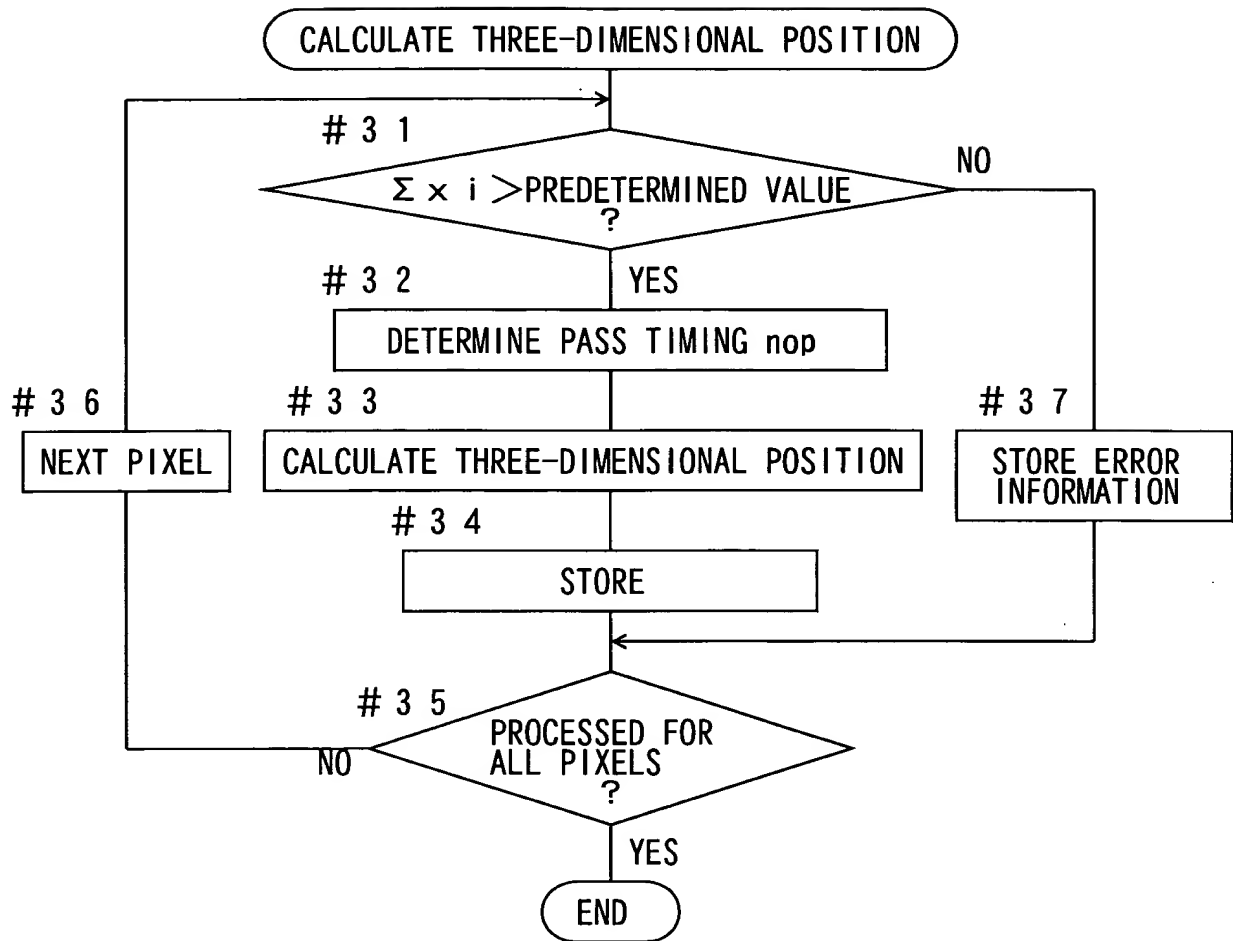 CALCULATE THREE-DIMENSIONAL POSITION
#31
Σxi>PREDETERMINED VALUE
?
NO
YES
#32
DETERMINE PASS TIMING nop
#33
CALCULATE THREE-DIMENSIONAL POSITION
#36
NEXT PIXEL
#37
STORE ERROR
INFORMATION
#34
STORE
#35
PROCESSED FOR
ALL PIXELS
?
NO
YES
END